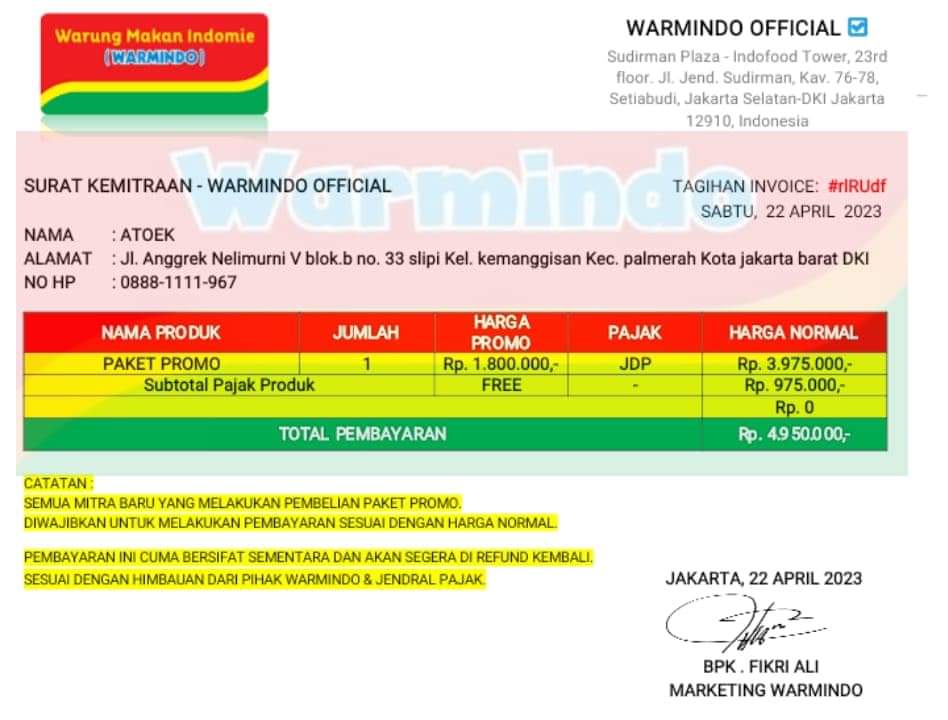 Warung Makan Indomie
(WARMINDO)
WARMINDO OFFICIAL
Sudirman Plaza - Indofood Tower, 23rd
floor. Jl. Jend. Sudirman, Kav. 76-78,
Setiabudi, Jakarta Selatan-DKI Jakarta
12910, Indonesia
Warmindo
SURAT KEMITRAAN - WARMINDO OFFICIAL
TAGIHAN INVOICE: #rlRUdf
SABTU, 22 APRIL 2023
NAMA : ATOEK
ALAMAT : Jl. Anggrek Nelimurni V blok.b no. 33 slipi Kel. kemanggisan Kec. palmerah Kota jakarta barat DKI
NO HP : 0888-1111-967
NAMA PRODUK JUMLAH HARGA PROMO PAJAK HARGA NORMAL
PAKET PROMO 1 Rp. 1.800.000,- JDP Rp. 3.975.000,-
Subtotal Pajak Produk FREE - Rp. 975.000,-
Rp. 0
TOTAL PEMBAYARAN Rp. 4.950.000,-
CATATAN :
SEMUA MITRA BARU YANG MELAKUKAN PEMBELIAN PAKET PROMO.
DIWAJIBKAN UNTUK MELAKUKAN PEMBAYARAN SESUAI DENGAN HARGA NORMAL.
PEMBAYARAN INI CUMA BERSIFAT SEMENTARA DAN AKAN SEGERA DI REFUND KEMBALI.
SESUAI DENGAN HIMBAUAN DARI PIHAK WARMINDO & JENDRAL PAJAK.
JAKARTA, 22 APRIL 2023
BPK . FIKRI ALI
MARKETING WARMINDO